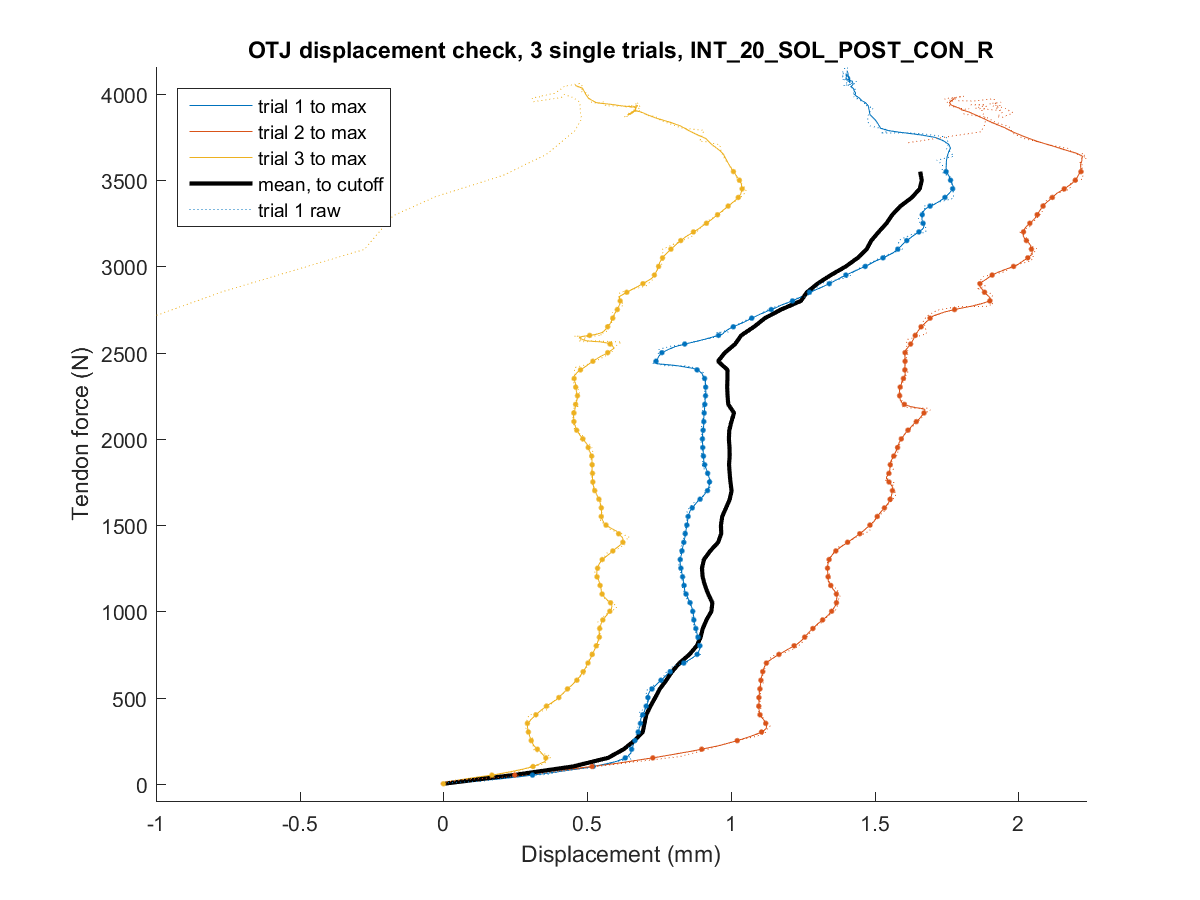 OTJ displacement check, 3 single trials, INT_20_SOL_POST_CON_R
trial 1 to max
trial 2 to max
trial 3 to max
mean, to cutoff
trial 1 raw
Tendon force (N)
4000
3500
3000
2500
2000
1500
1000
500
0
-1
-0.5
0
0.5
1
1.5
2
Displacement (mm)